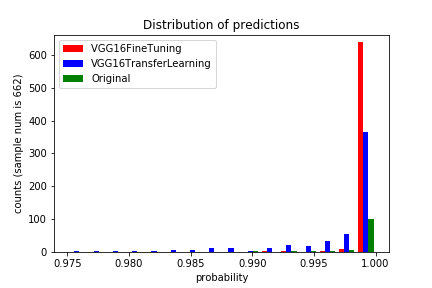 Distribution of predictions
VGG16FineTuning
VGG16TransferLearning
Original
600
500
400
300
200
100
0
counts (sample num is 662)
0.975 0.980 0.985 0.990 0.995 1.000
probability